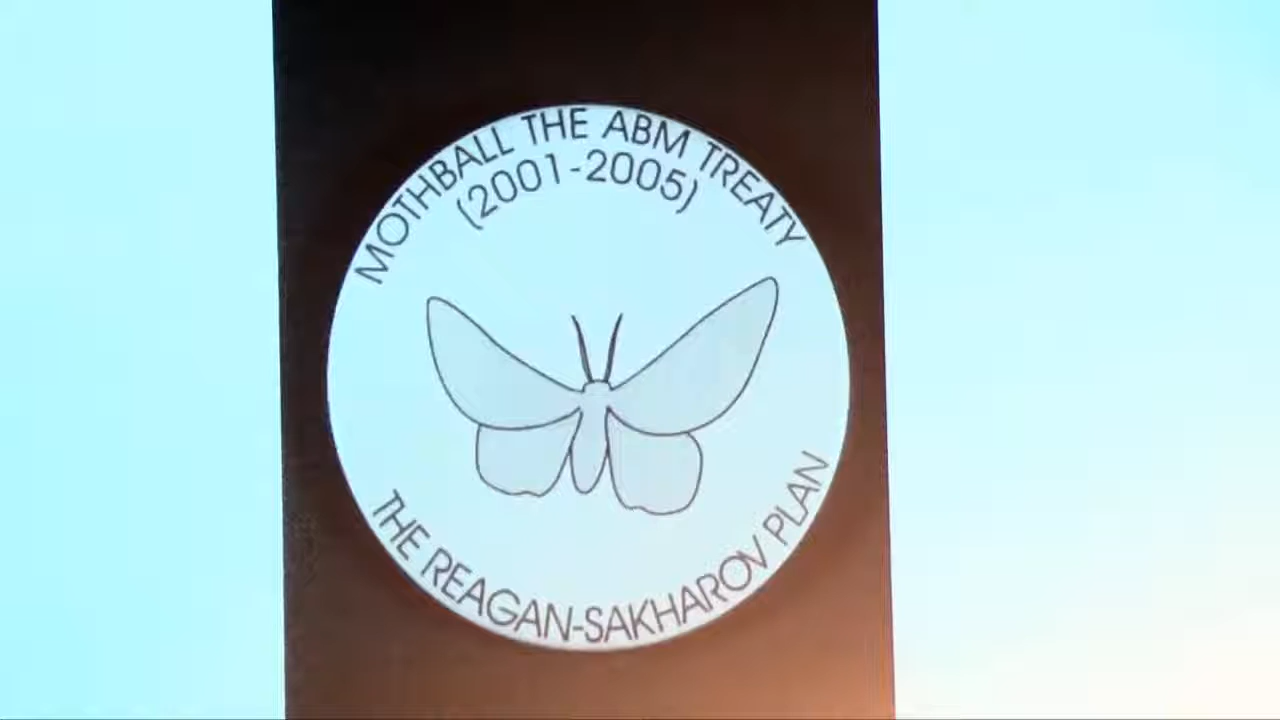 MOTHBALL THE ABM TREATY
(2001-2005)
THE REAGAN-SAKHAROV PLAN